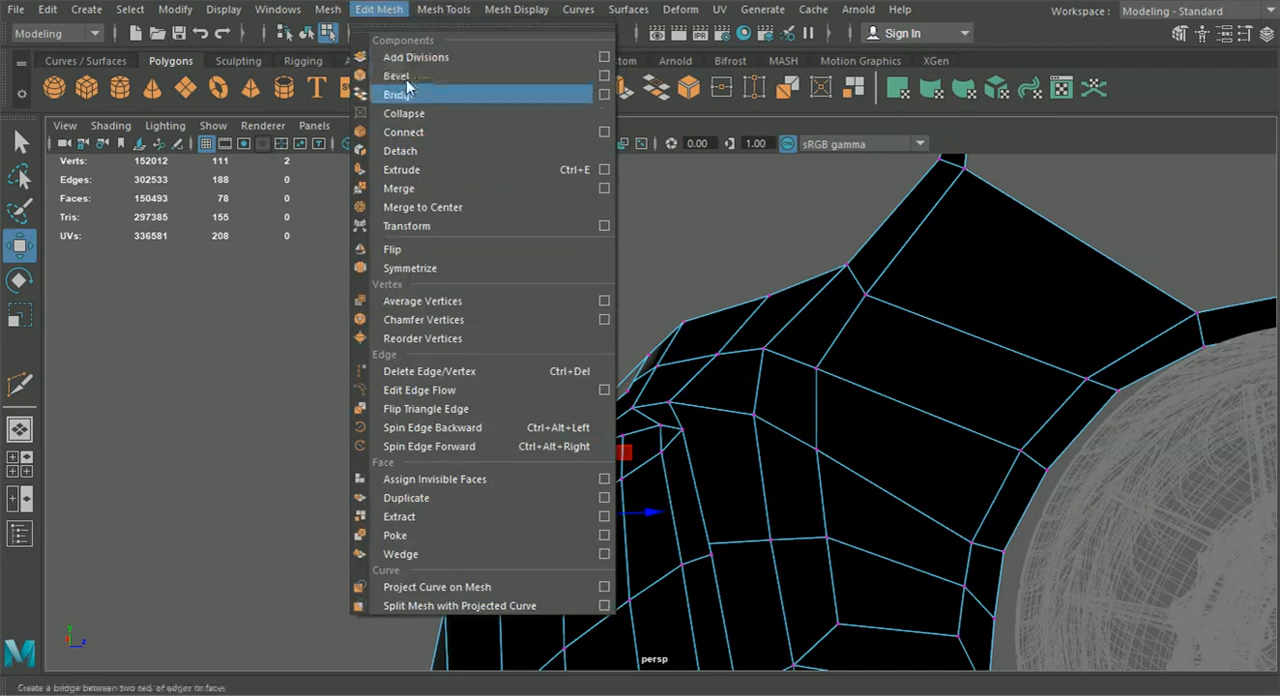 File Edit Create Select Modify Display Windows Mesh Edit Mesh Mesh Tools Mesh Display Curves Surfaces Deform UV Generate Cache Arnold Help Workspace: Modeling - Standard
Modeling Sign In
Curves / Surfaces Polygons Sculpting Rigging Arnold Bifrost MASH Motion Graphics XGen
T
View Shading Lighting Show Renderer Panels
0.00 1.00 sRGB gamma
Verts: 152012 111 2
Edges: 302533 188 0
Faces: 150493 78 0
Tris: 297385 155 0
UVs: 336581 208 0
Components
Add Divisions
Bevel
Collapse
Connect
Detach
Extrude Ctrl+E
Merge
Merge to Center
Transform
Flip
Symmetrize
Vertex
Average Vertices
Chamfer Vertices
Reorder Vertices
Edge
Delete Edge/Vertex Ctrl+Del
Edit Edge Flow
Flip Triangle Edge
Spin Edge Backward Ctrl+Alt+Left
Spin Edge Forward Ctrl+Alt+Right
Face
Assign Invisible Faces
Duplicate
Extract
Poke
Wedge
Curve
Project Curve on Mesh
Split Mesh with Projected Curve
y
z
persp
M